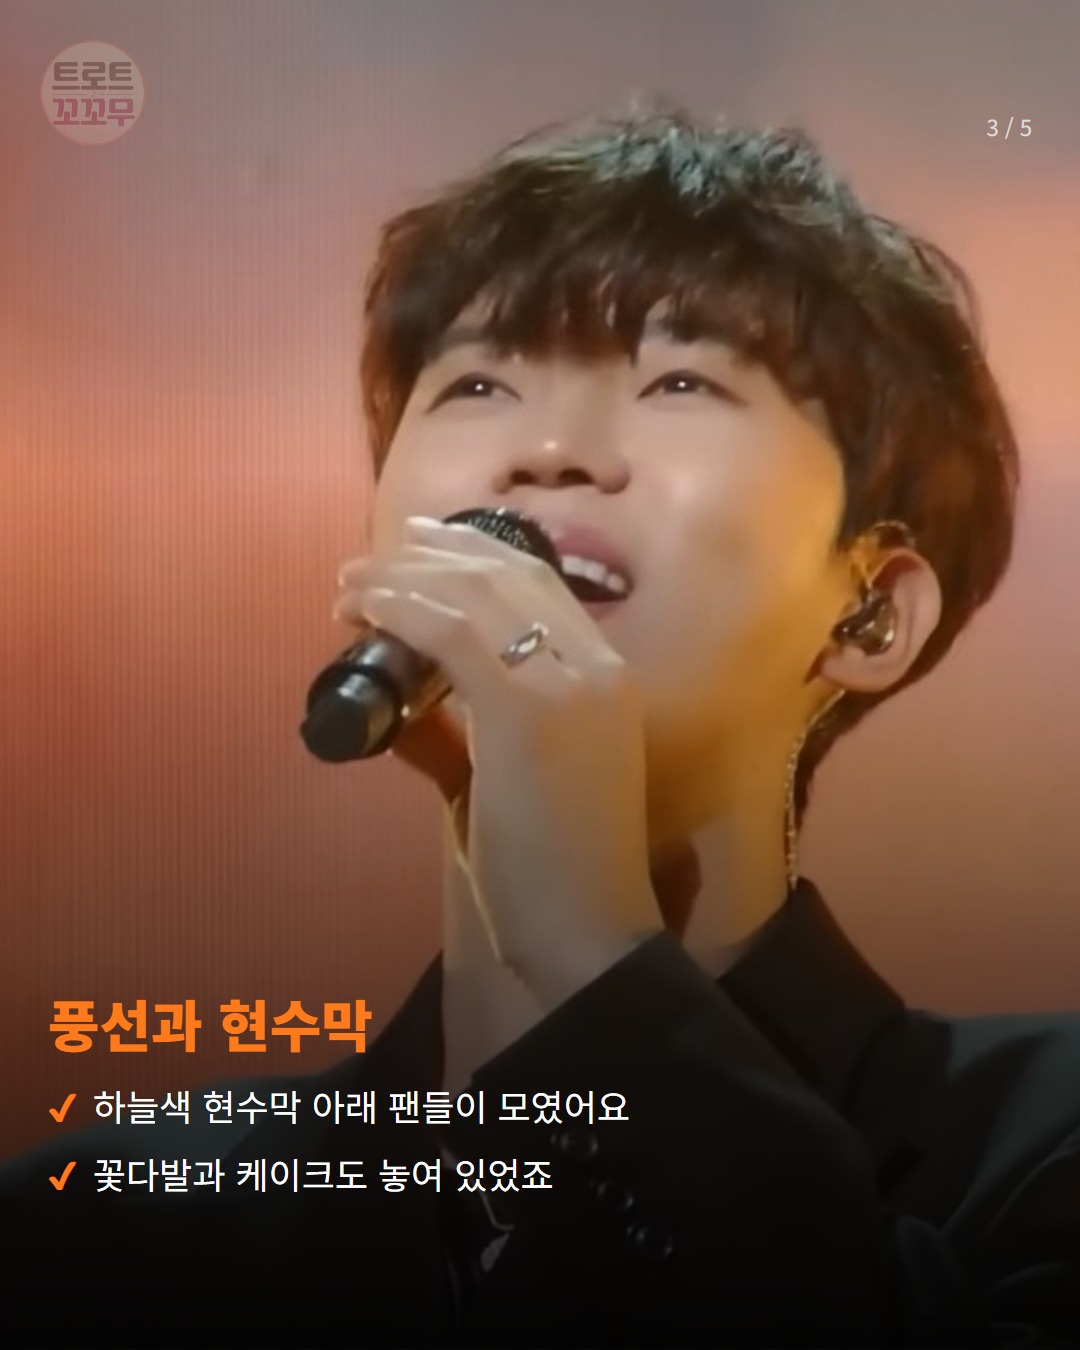 트로트
꼬꼬무
3 / 5
풍선과 현수막
✔ 하늘색 현수막 아래 팬들이 모였어요
✔ 꽃다발과 케이크도 놓여 있었죠